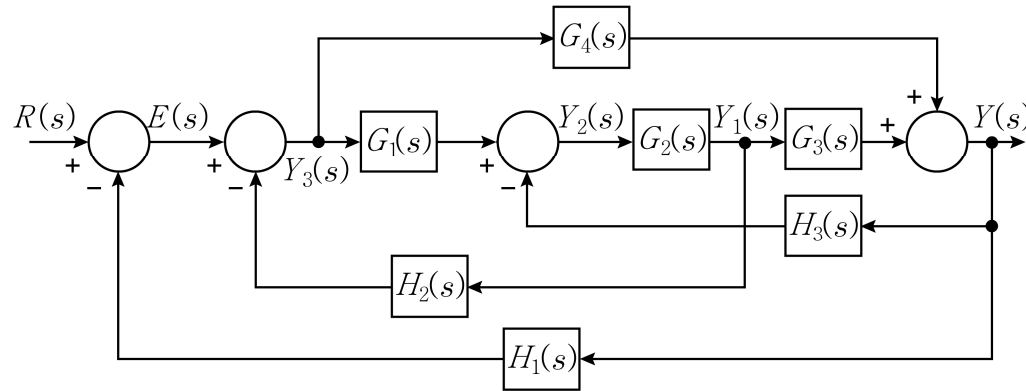 G₄(s)
R(s) + − E(s) + − Y₃(s) G₁(s) + − Y₂(s) G₂(s) Y₁(s) G₃(s) + + Y(s)
H₃(s)
H₂(s)
H₁(s)